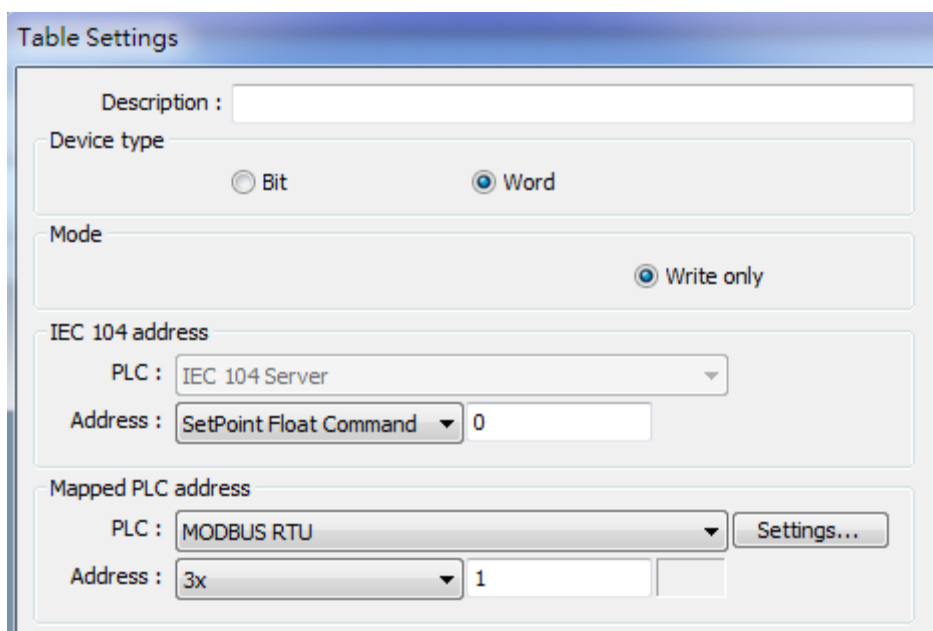 Table Settings
Description :
Device type
Bit Word
Mode
Write only
IEC 104 address
PLC : IEC 104 Server
Address : SetPoint Float Command 0
Mapped PLC address
PLC : MODBUS RTU Settings...
Address : 3x 1